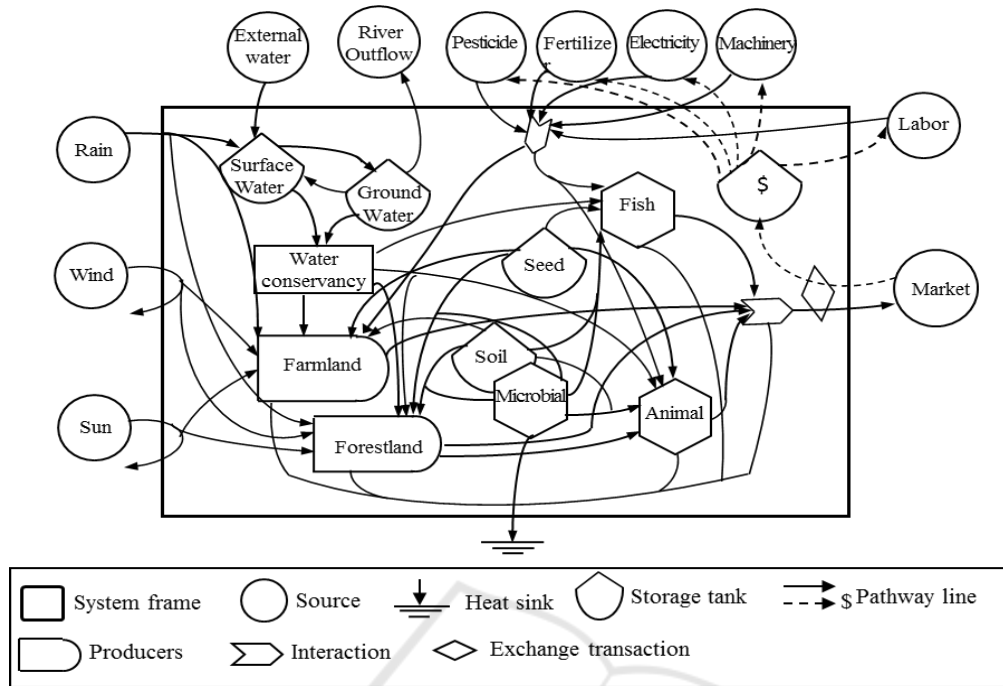 External
water
River
Outflow
Pesticide
Fertilize
r
Electricity
Machinery
Rain
Labor
Surface
Water
Ground
Water
$
Fish
Water
conservancy
Seed
Wind
Market
Farmland
Soil
Microbial
Animal
Sun
Forestland
System frame
Source
Heat sink
Storage tank
$ Pathway line
Producers
Interaction
Exchange transaction